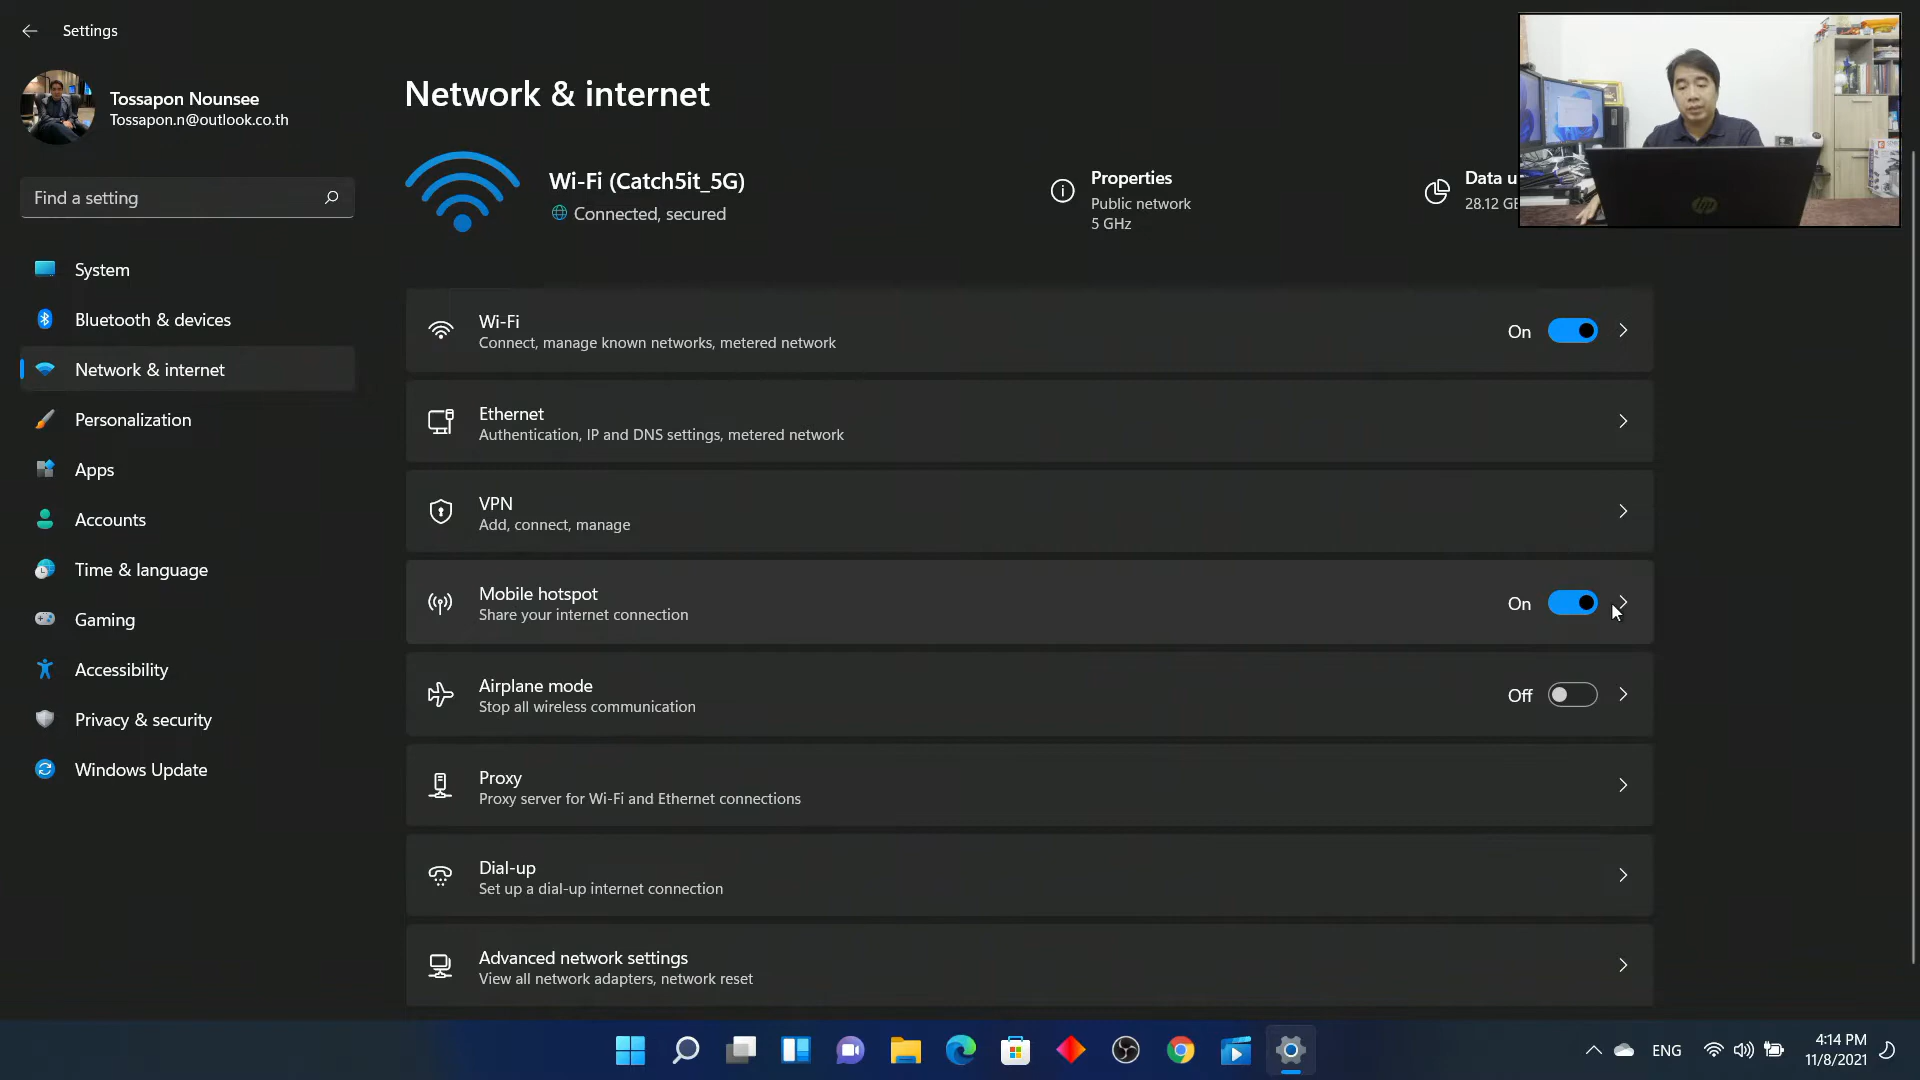 Settings
Tossapon Nounsee
Tossapon.n@outlook.co.th
Find a setting
System
Bluetooth & devices
Network & internet
Personalization
Apps
Accounts
Time & language
Gaming
Accessibility
Privacy & security
Windows Update
Network & internet
Wi-Fi (Catch5it_5G)
Connected, secured
Properties
Public network
5 GHz
Data u
28.12 GB
Wi-Fi
Connect, manage known networks, metered network
On
Ethernet
Authentication, IP and DNS settings, metered network
VPN
Add, connect, manage
Mobile hotspot
Share your internet connection
On
Airplane mode
Stop all wireless communication
Off
Proxy
Proxy server for Wi-Fi and Ethernet connections
Dial-up
Set up a dial-up internet connection
Advanced network settings
View all network adapters, network reset
hp
ENG
4:14 PM
11/8/2021